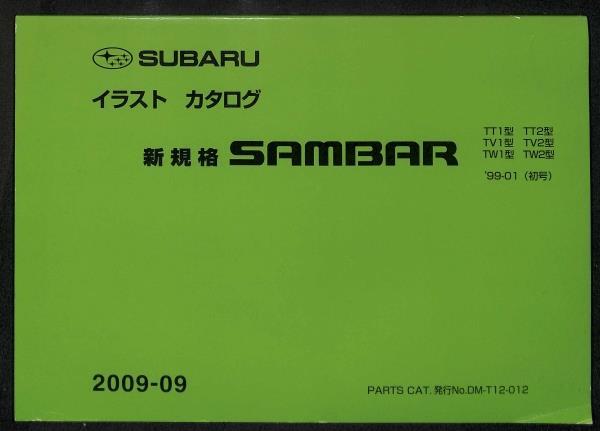 SUBARU
イラスト カタログ
新規格 SAMBAR
TT1型 TT2型
TV1型 TV2型
TW1型 TW2型
'99-01（初号）
2009-09
PARTS CAT. 発行No.DM-T12-012